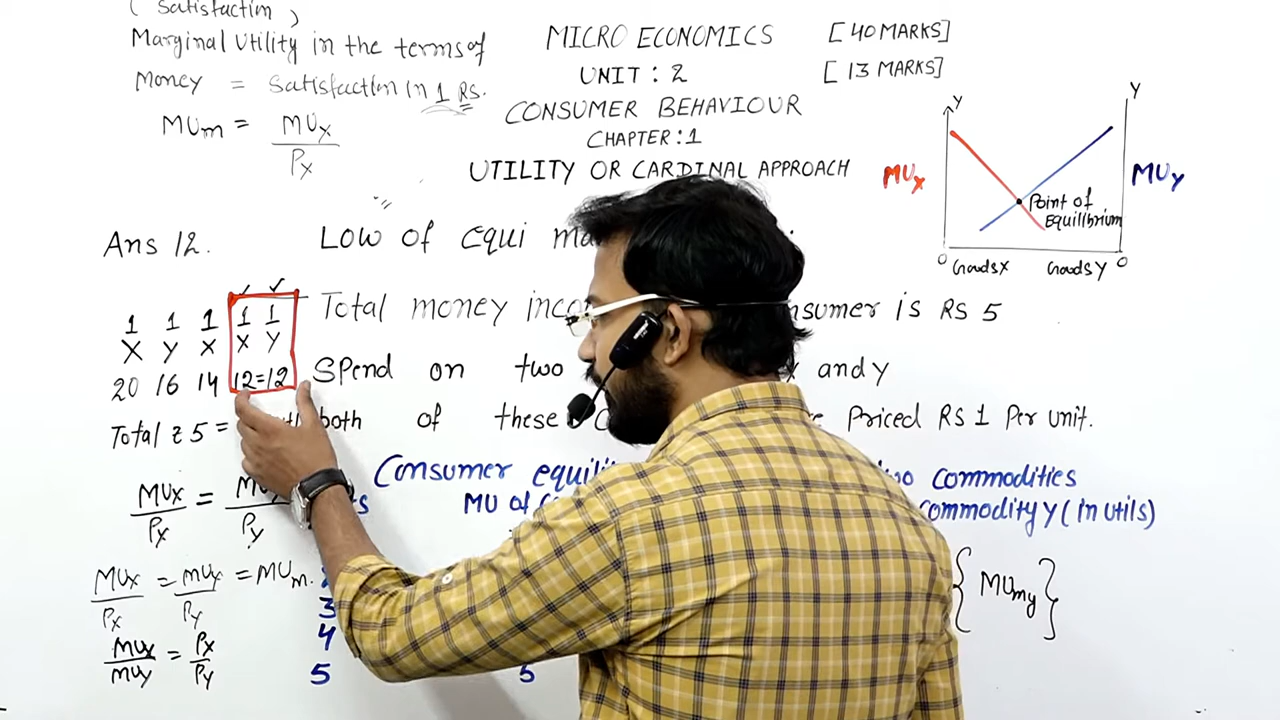 ( Satisfaction )
Marginal Utility in the terms of
Money = Satisfaction in 1 RS.
MUm = MUx / Px
MICRO ECONOMICS [40 MARKS]
UNIT : 2 [13 MARKS]
CONSUMER BEHAVIOUR
CHAPTER : 1
UTILITY OR CARDINAL APPROACH
Y Y
MUx MUy
Point of
Equilibrium
O Goods X Goods Y O
Ans 12. Low of Equi
1 1 1 1 1
X Y X X Y
20 16 14 12=12
Total money consumer is RS 5
Spend on two and y
Total ₹ 5 = both of these Priced RS 1 Per unit.
Consumer commodities
MU of commodity Y (in utils)
MUx / Px = / Py
MUx / Px = MUy / Py = MUm.
MUx / MUy = Px / Py
3
4
5 5
{ MUmy }